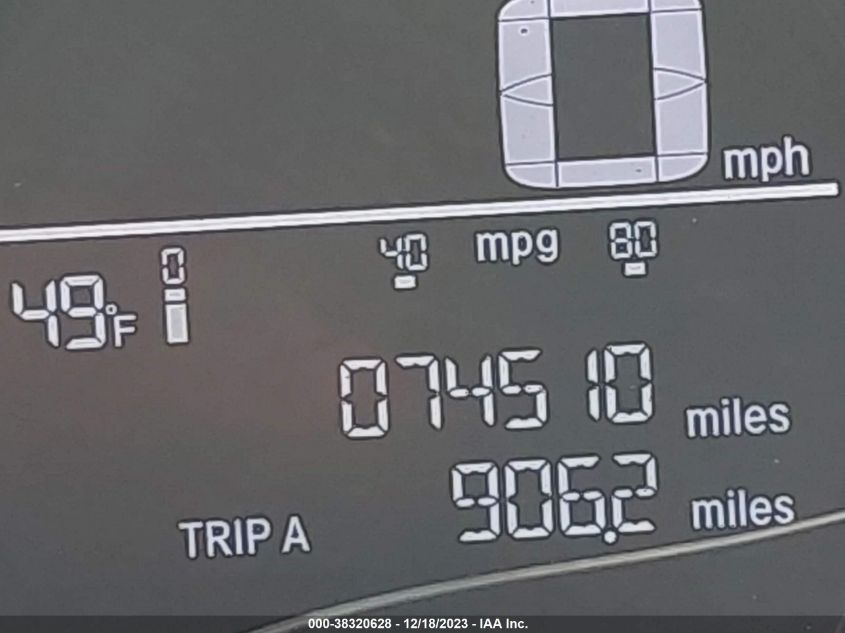 0 mph
0 40 mpg 80
49°F
074510 miles
TRIP A 906.2 miles
000-38320628 - 12/18/2023 - IAA Inc.